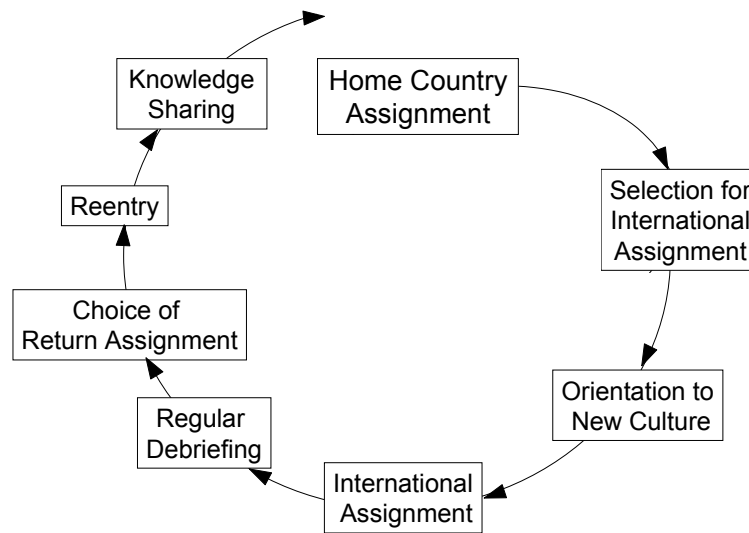 Home Country
Assignment
Selection for
International
Assignment
Orientation to
New Culture
International
Assignment
Regular
Debriefing
Choice of
Return Assignment
Reentry
Knowledge
Sharing